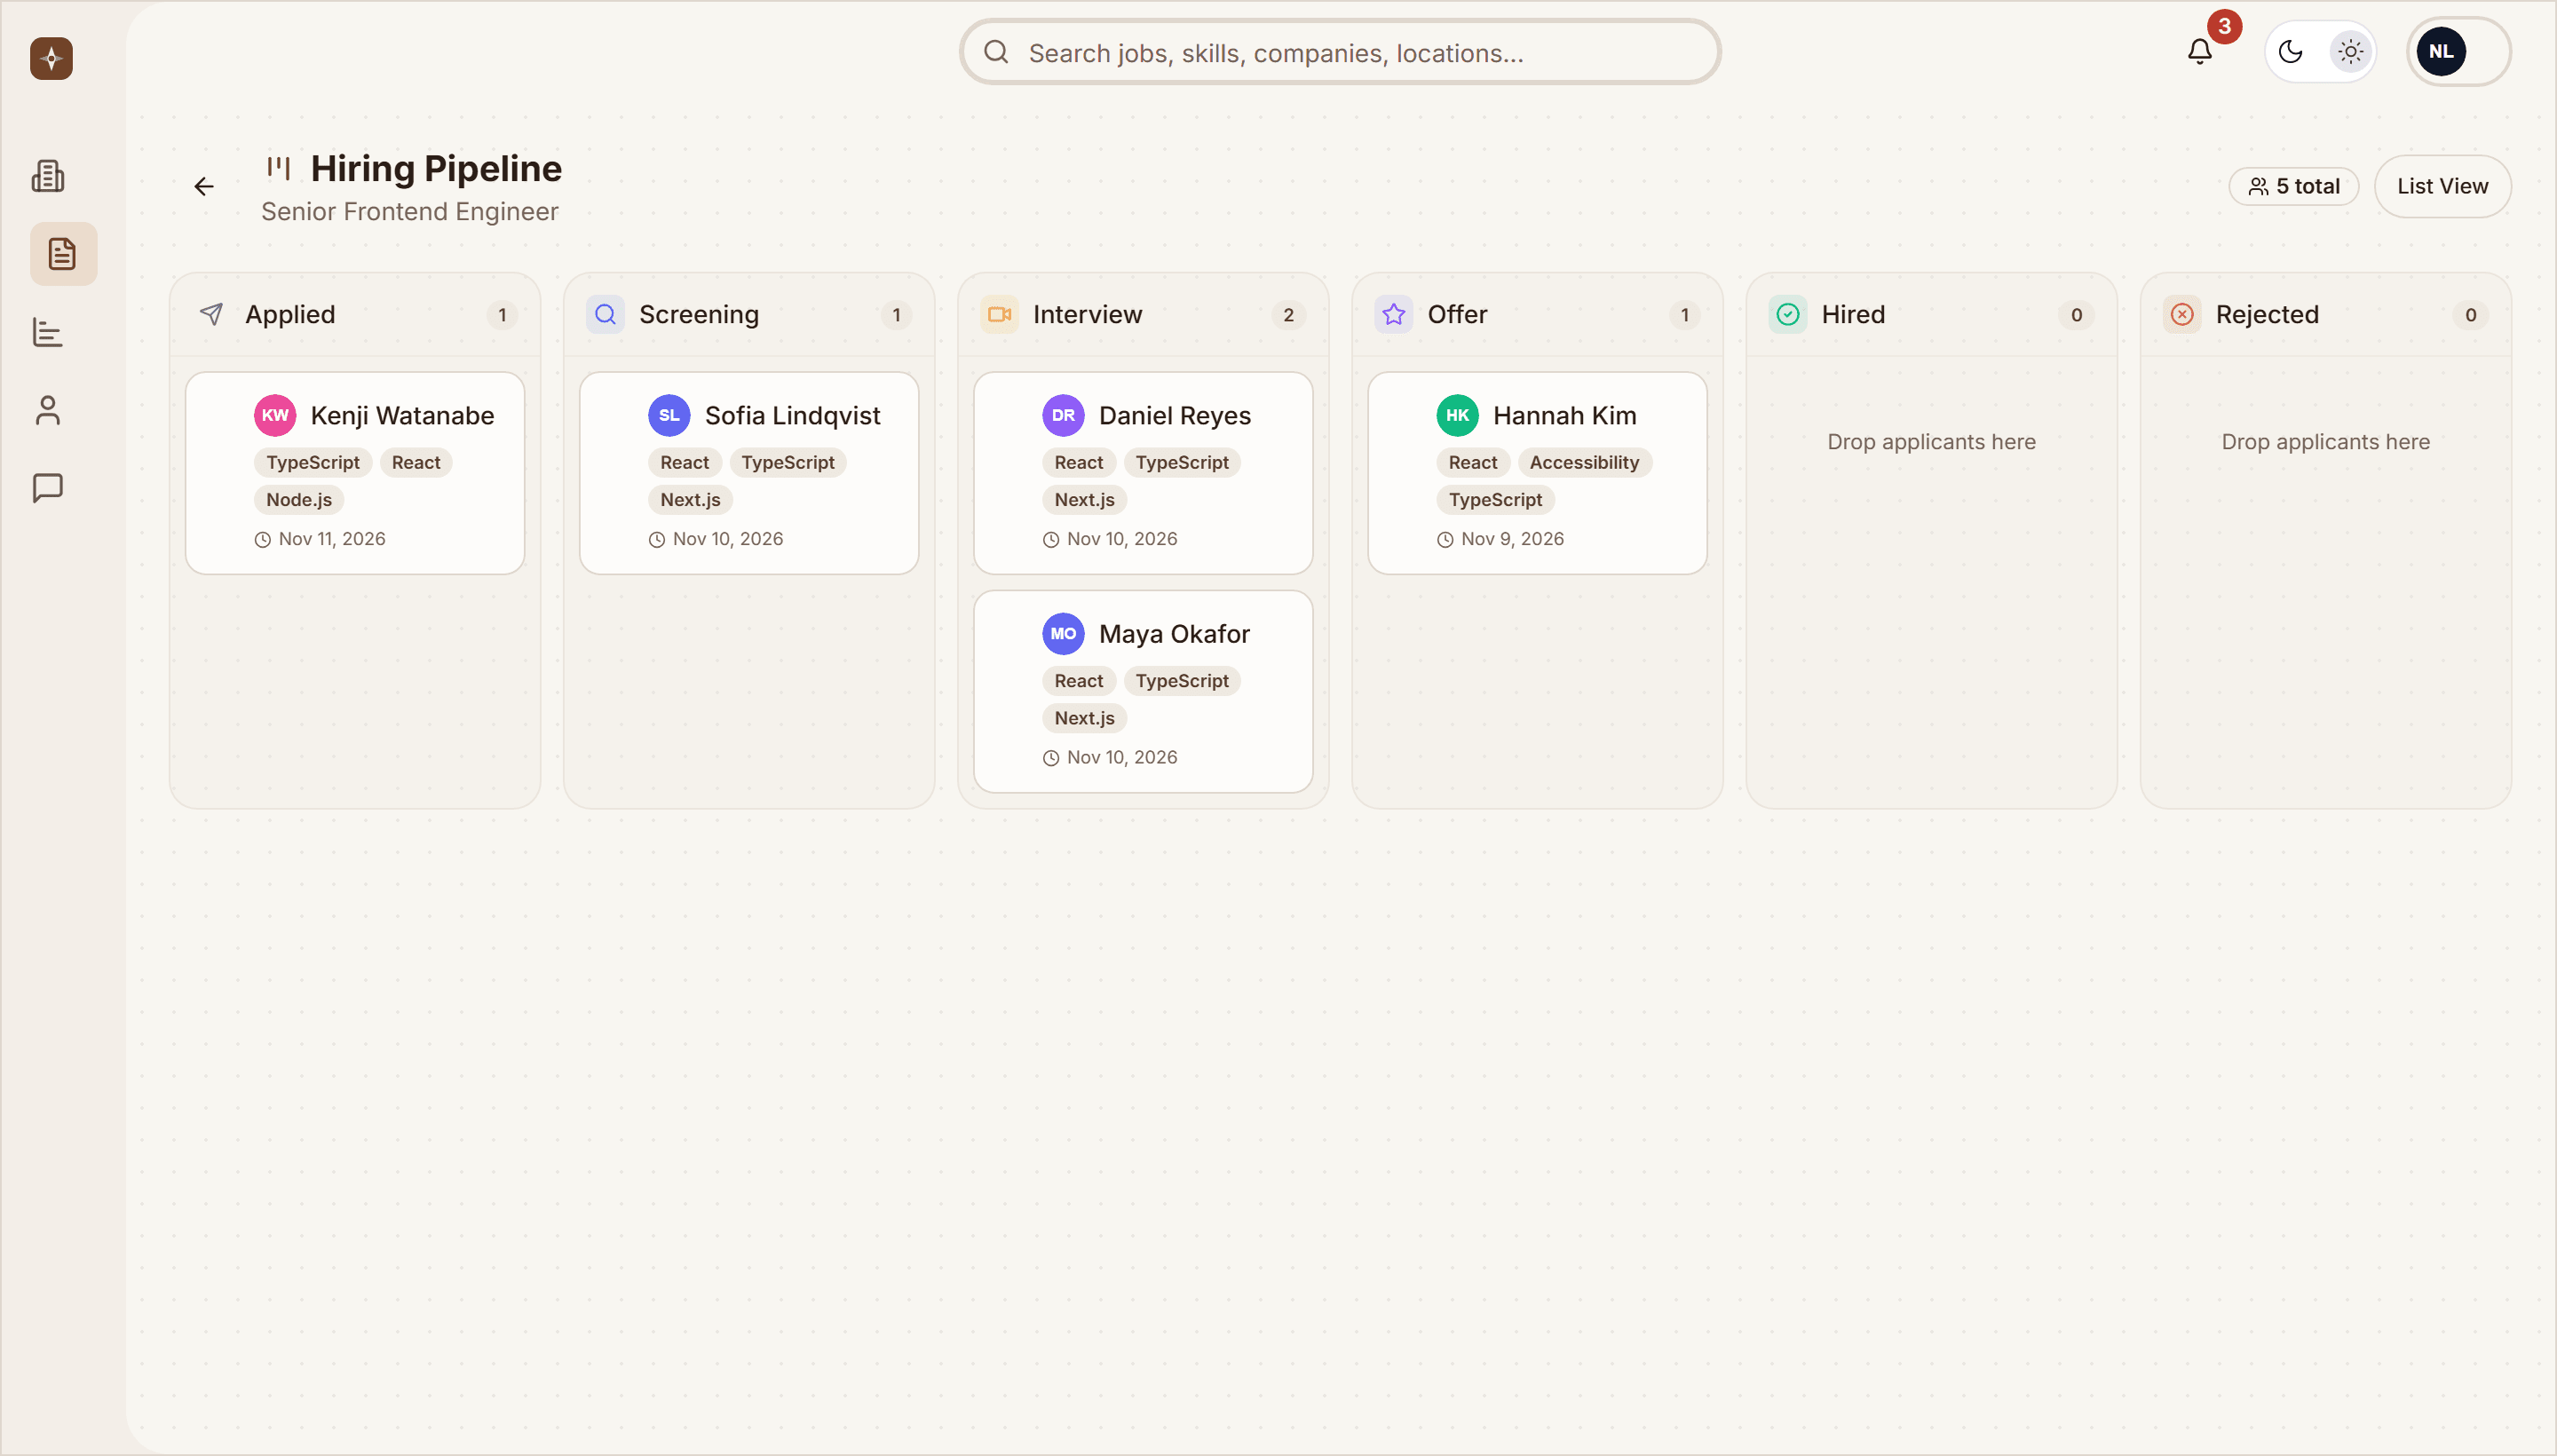 Search jobs, skills, companies, locations...
3
NL
Hiring Pipeline
Senior Frontend Engineer
5 total
List View
Applied 1
KW Kenji Watanabe
TypeScript React
Node.js
Nov 11, 2026
Screening 1
SL Sofia Lindqvist
React TypeScript
Next.js
Nov 10, 2026
Interview 2
DR Daniel Reyes
React TypeScript
Next.js
Nov 10, 2026
MO Maya Okafor
React TypeScript
Next.js
Nov 10, 2026
Offer 1
HK Hannah Kim
React Accessibility
TypeScript
Nov 9, 2026
Hired 0
Drop applicants here
Rejected 0
Drop applicants here